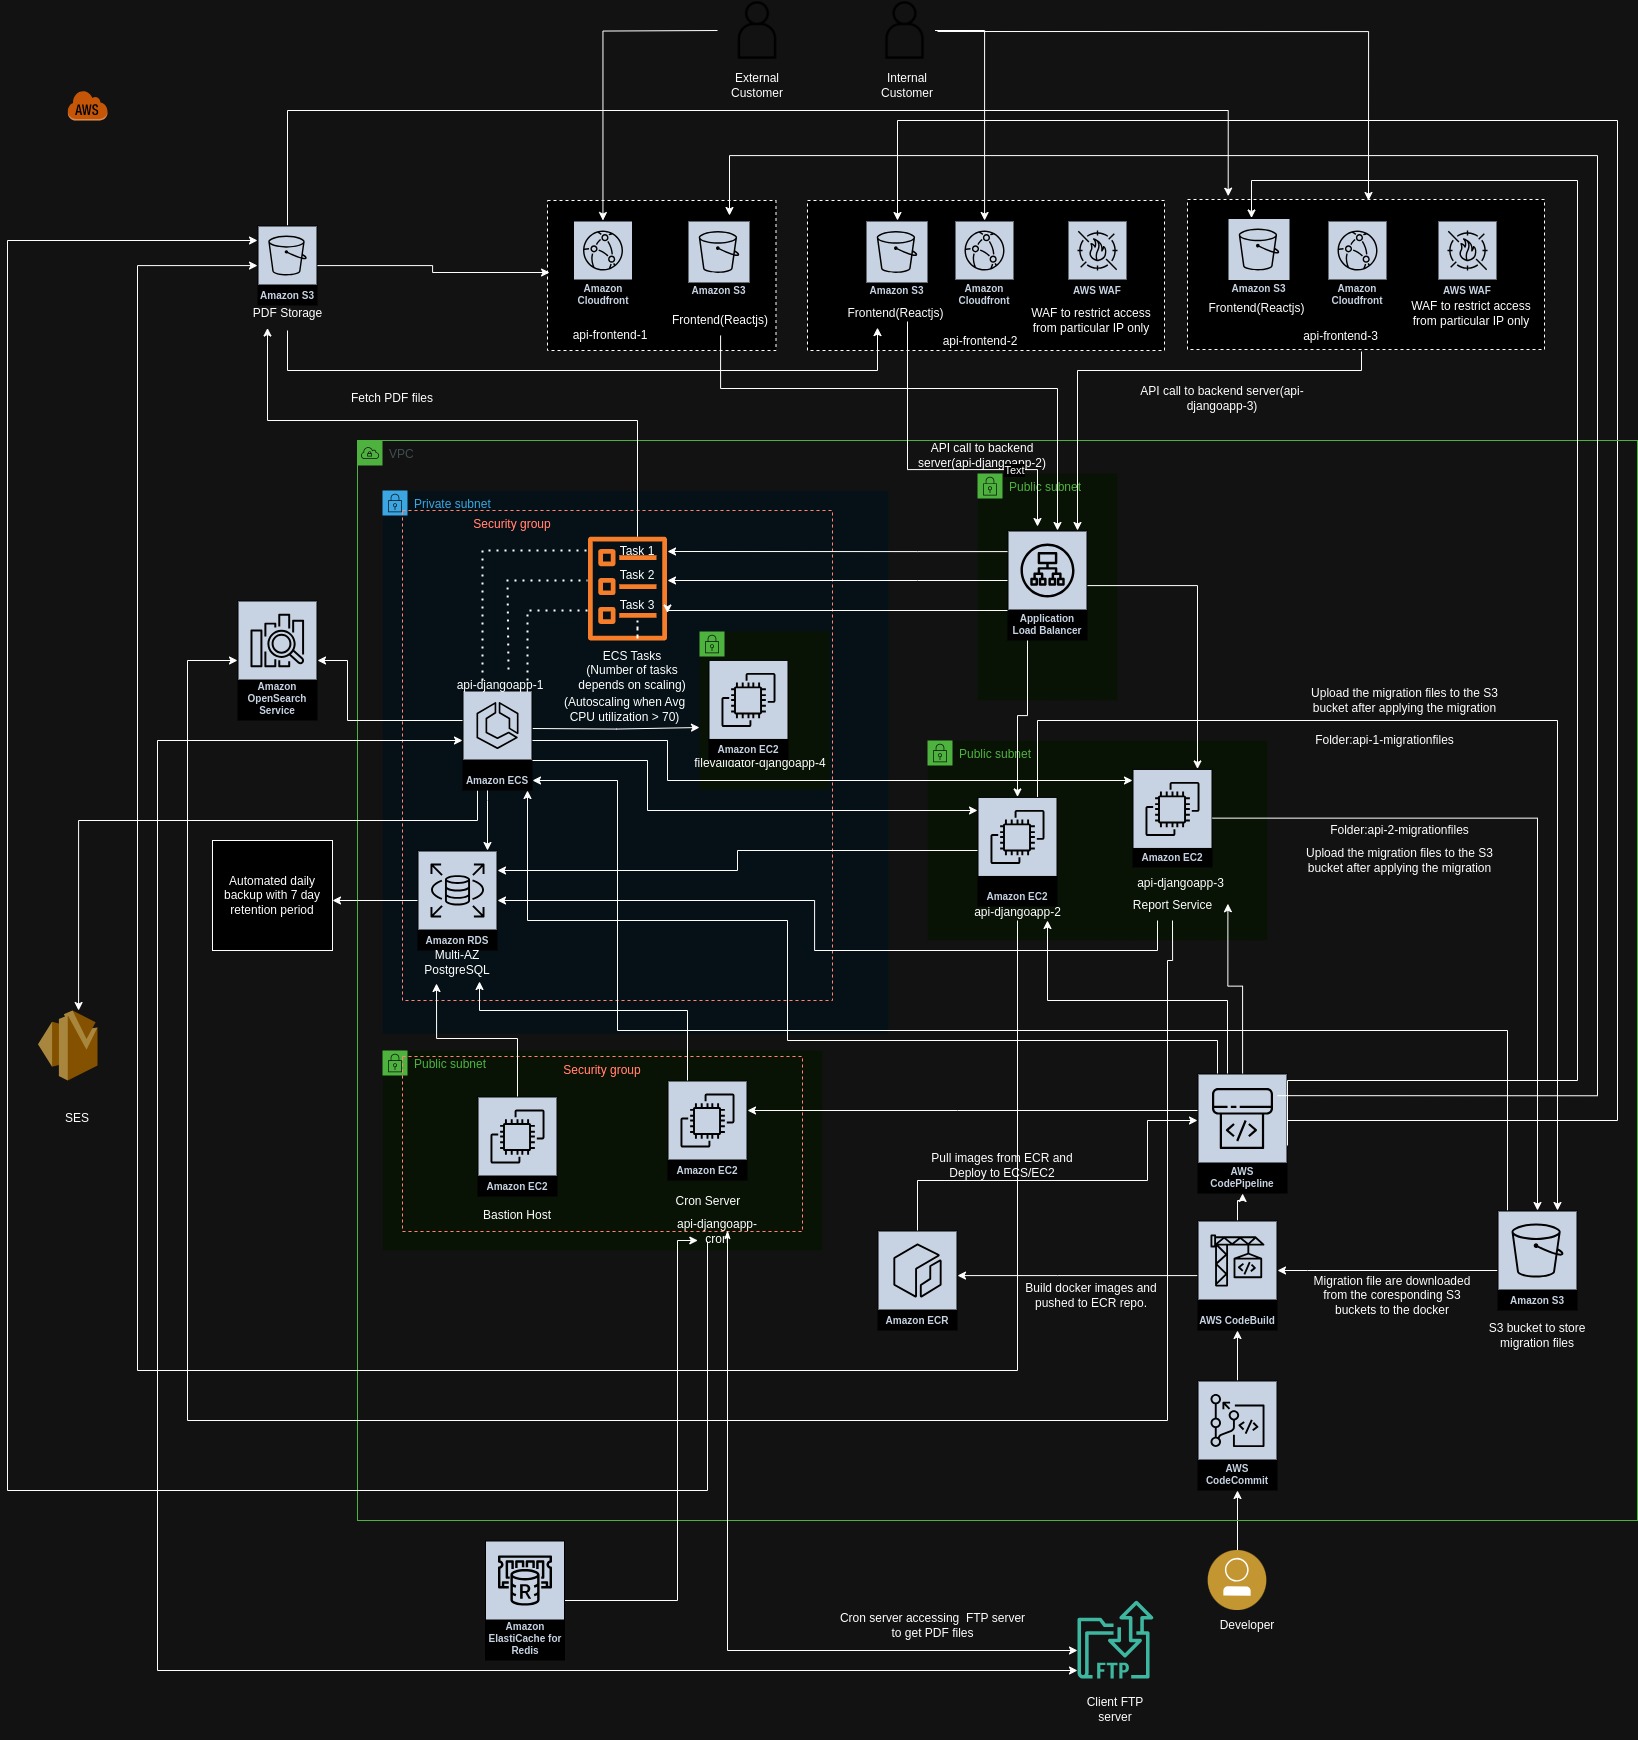 External
Customer
Internal
Customer
AWS
Amazon S3
PDF Storage
Amazon
Cloudfront
Amazon S3
Frontend(Reactjs)
api-frontend-1
Amazon S3
Frontend(Reactjs)
Amazon
Cloudfront
AWS WAF
WAF to restrict access
from particular IP only
api-frontend-2
Amazon S3
Frontend(Reactjs)
Amazon
Cloudfront
AWS WAF
WAF to restrict access
from particular IP only
api-frontend-3
Fetch PDF files
API call to backend server(api-
djangoapp-3)
API call to backend
server(api-djangoapp-2)
Text
VPC
Private subnet
Security group
Public subnet
Task 1
Task 2
Task 3
ECS Tasks
(Number of tasks
depends on scaling)
(Autoscaling when Avg
CPU utilization > 70)
Application
Load Balancer
Amazon
OpenSearch
Service
api-djangoapp-1
Amazon ECS
Amazon EC2
filevalidator-djangoapp-4
Upload the migration files to the S3
bucket after applying the migration
Folder:api-1-migrationfiles
Public subnet
Amazon EC2
api-djangoapp-2
Amazon EC2
api-djangoapp-3
Report Service
Folder:api-2-migrationfiles
Upload the migration files to the S3
bucket after applying the migration
Automated daily
backup with 7 day
retention period
Amazon RDS
Multi-AZ
PostgreSQL
SES
Public subnet
Security group
Amazon EC2
Bastion Host
Amazon EC2
Cron Server
api-djangoapp-
cron
Pull images from ECR and
Deploy to ECS/EC2
AWS
CodePipeline
Amazon ECR
Build docker images and
pushed to ECR repo.
AWS CodeBuild
Migration file are downloaded
from the coresponding S3
buckets to the docker
Amazon S3
S3 bucket to store
migration files
AWS
CodeCommit
Developer
R
Amazon
ElastiCache for
Redis
Cron server accessing FTP server
to get PDF files
FTP
Client FTP
server